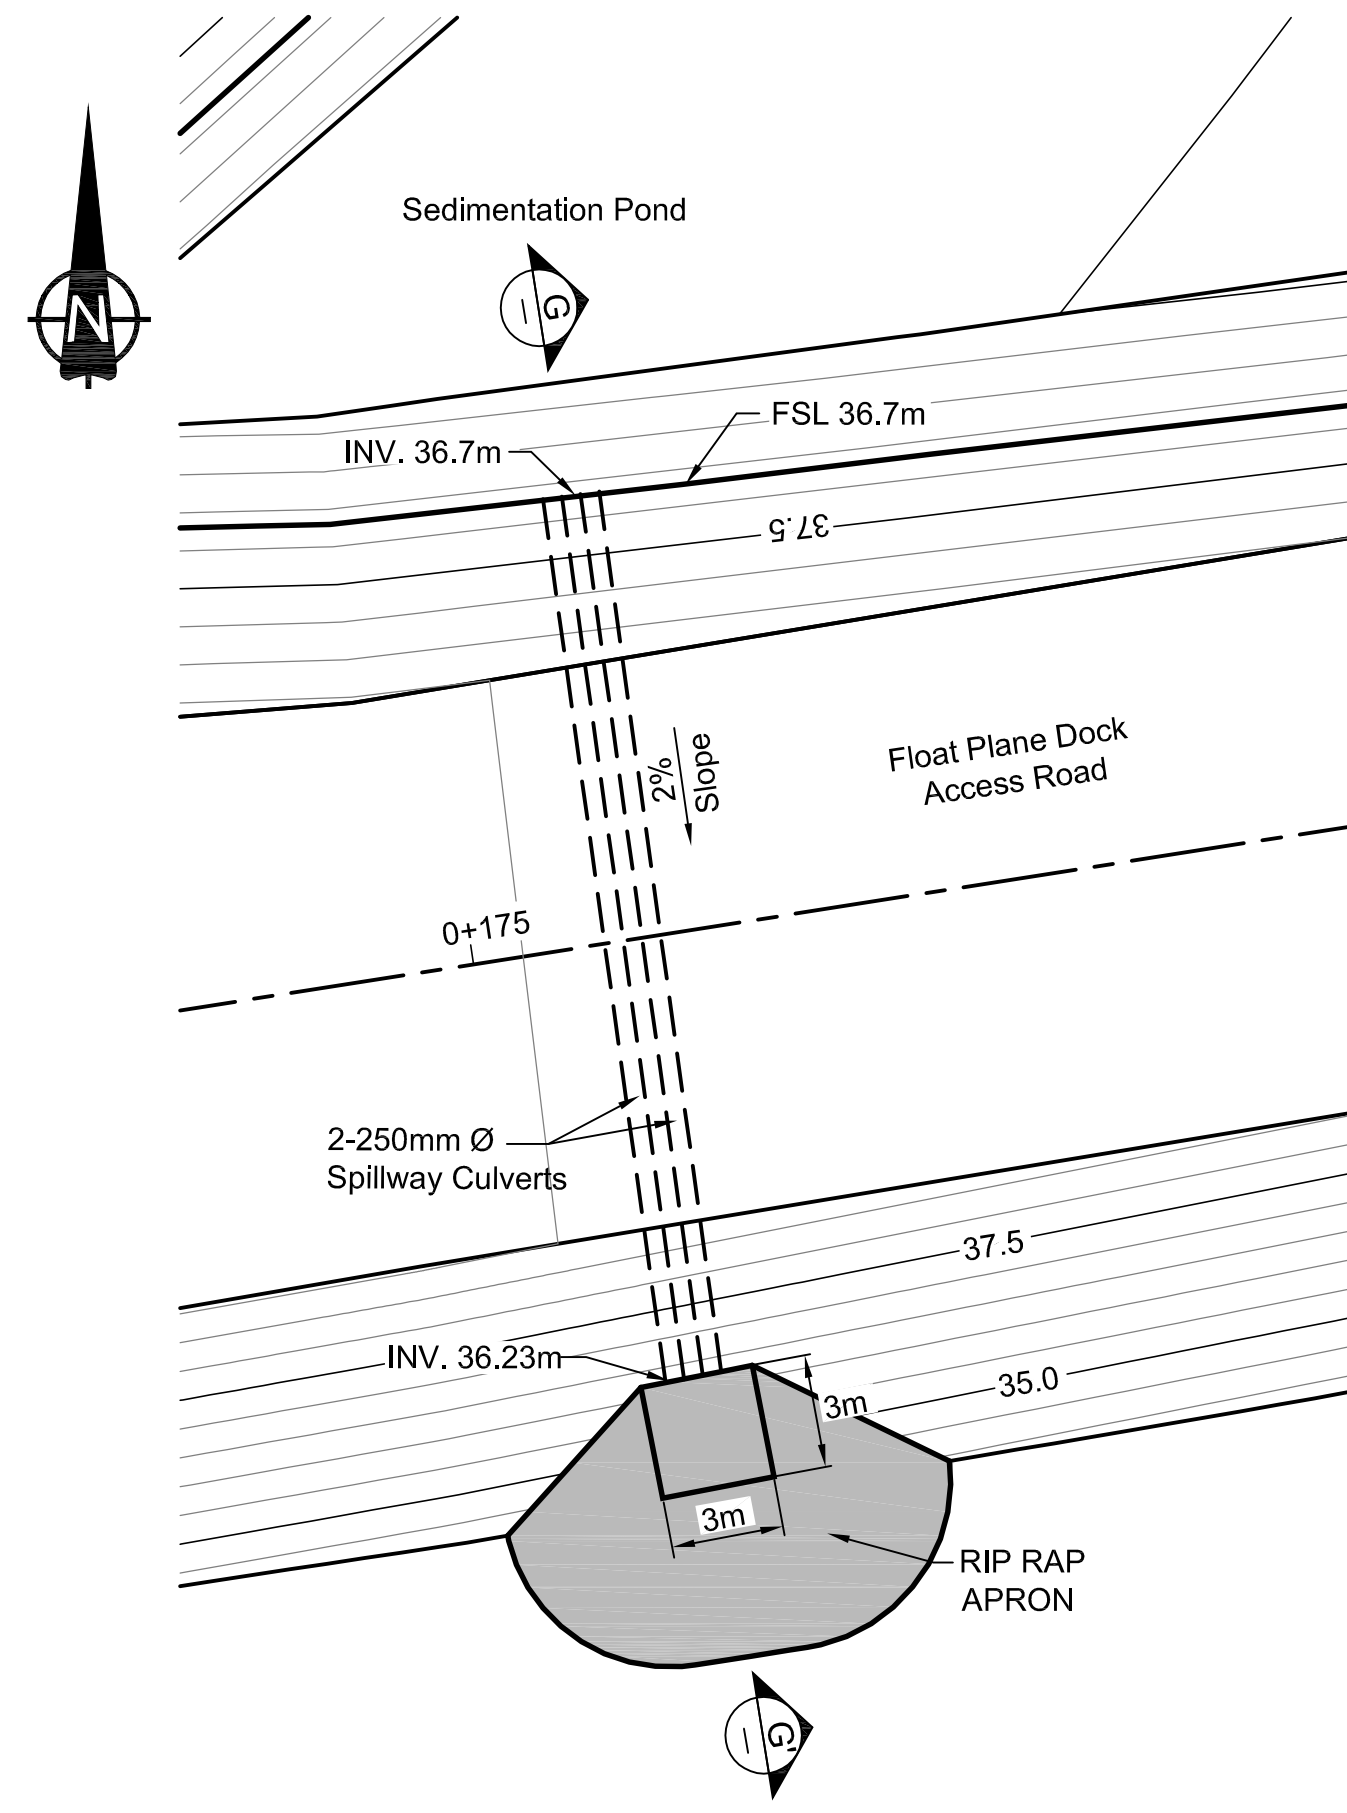 Sedimentation Pond
G
N
FSL 36.7m
INV. 36.7m
37.5
2%
Slope
Float Plane Dock
Access Road
0+175
2-250mm Ø
Spillway Culverts
37.5
INV. 36.23m
35.0
3m
3m
RIP RAP
APRON
G'